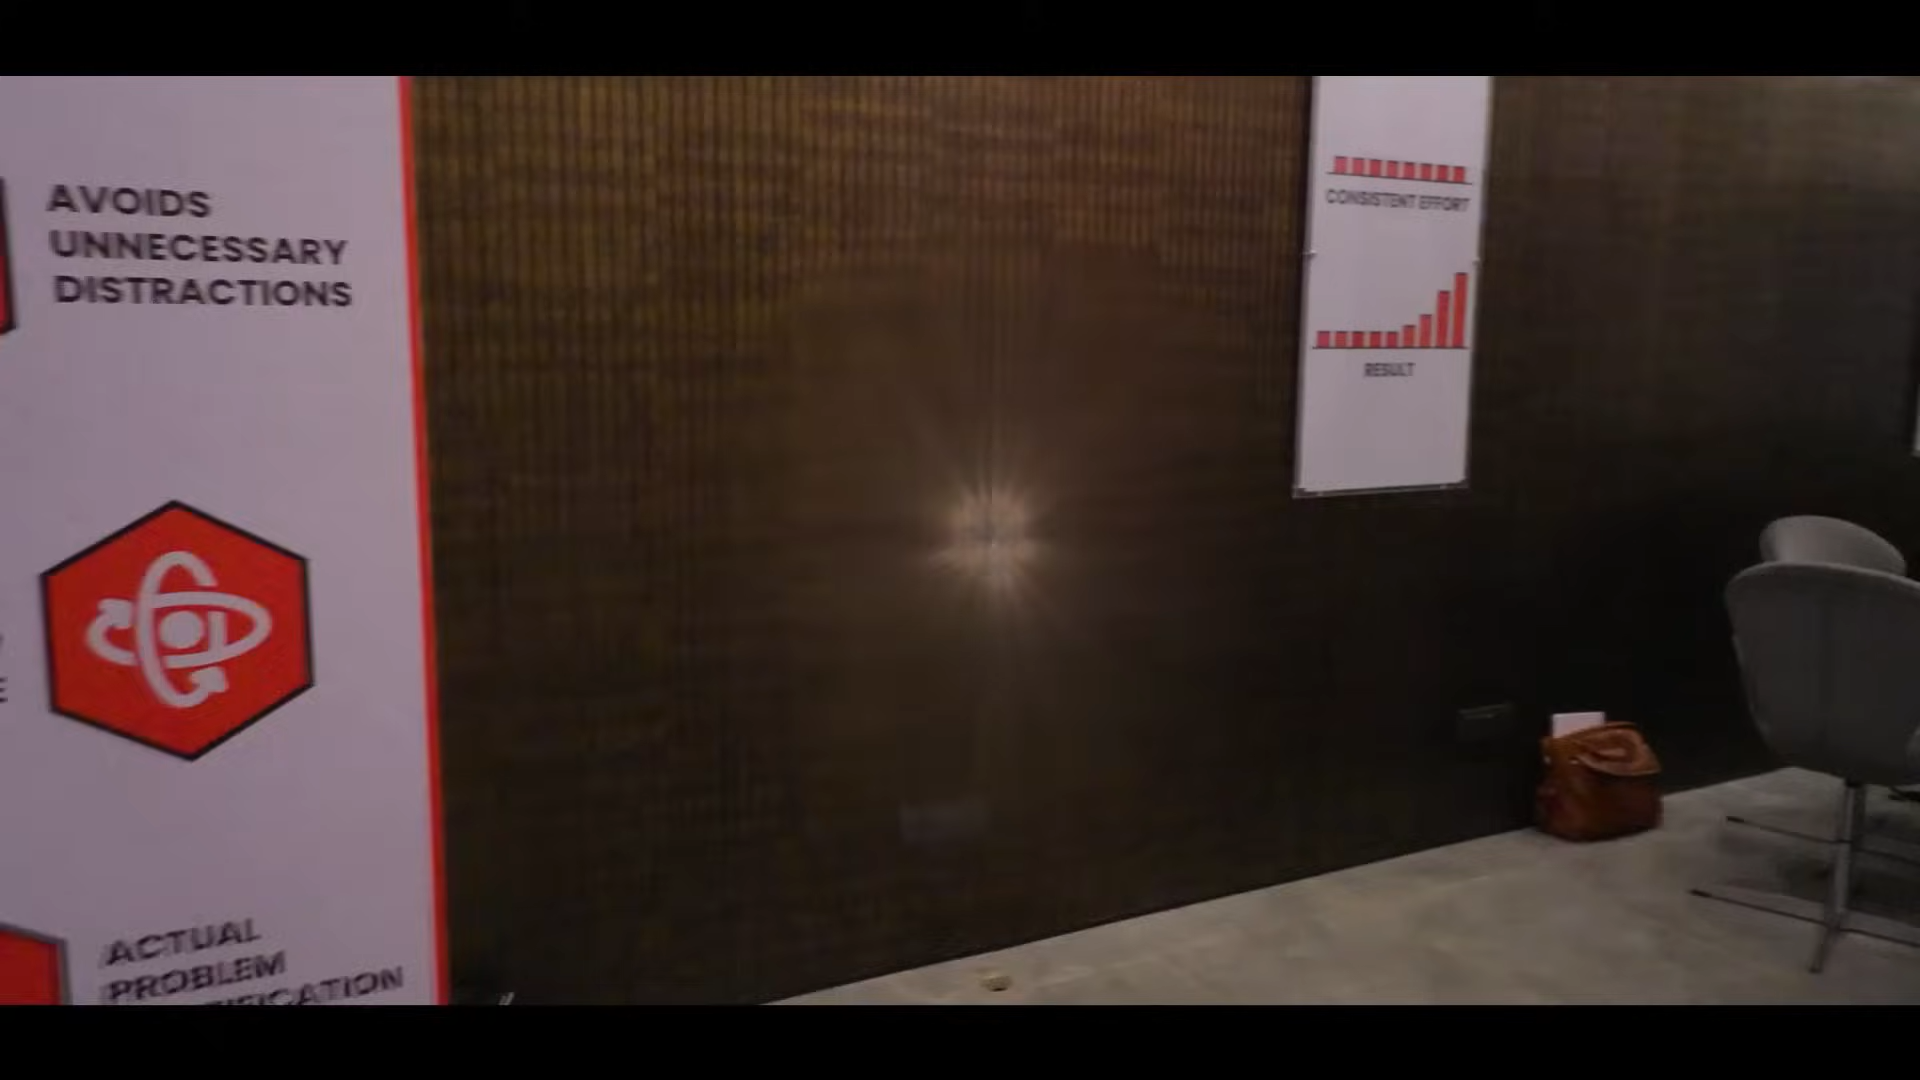 AVOIDS
UNNECESSARY
DISTRACTIONS
ACTUAL
PROBLEM
CONSISTENT EFFORT
RESULT